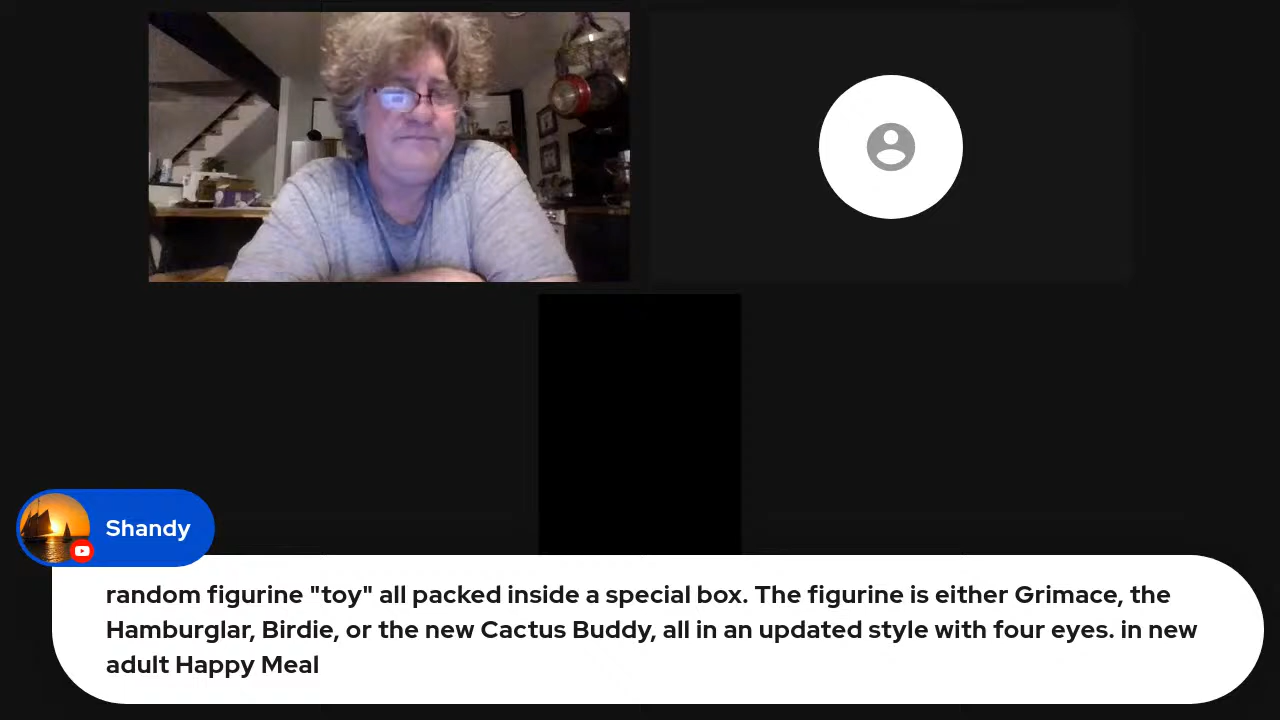 Shandy
random figurine "toy" all packed inside a special box. The figurine is either Grimace, the
Hamburglar, Birdie, or the new Cactus Buddy, all in an updated style with four eyes. in new
adult Happy Meal